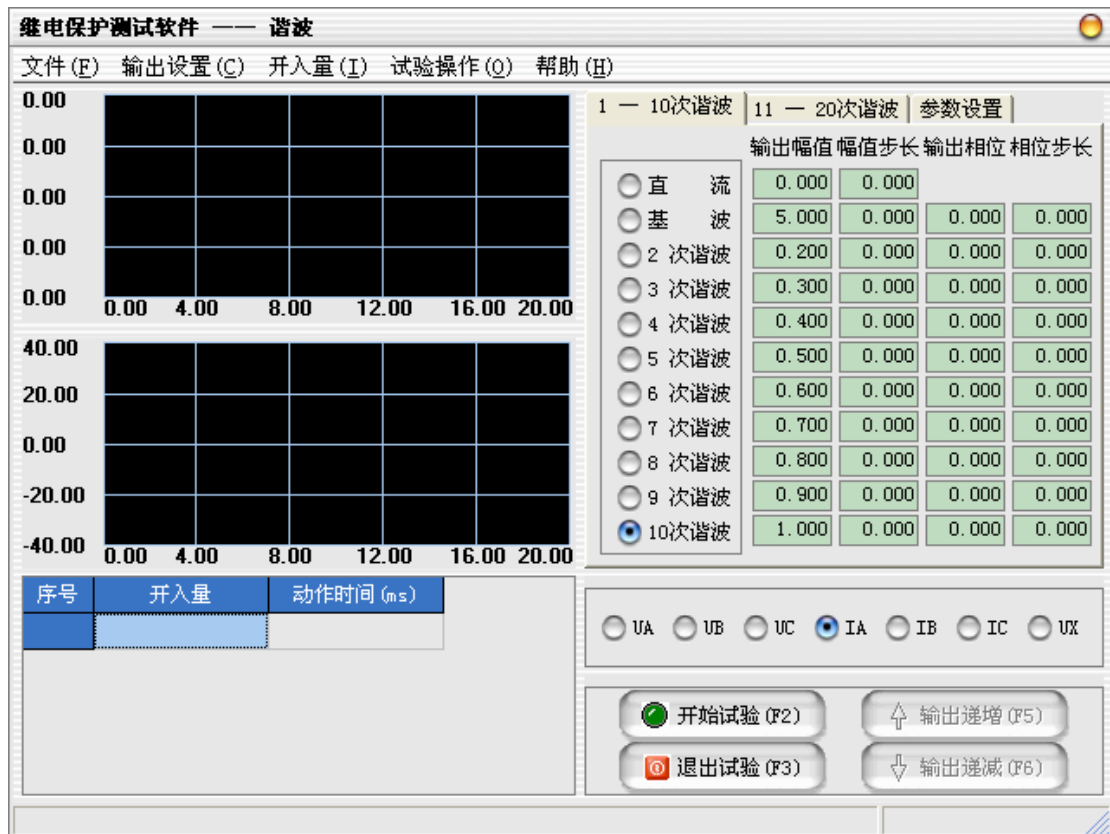 继电保护测试软件 —— 谐波
文件(F) 输出设置(C) 开入量(I) 试验操作(O) 帮助(H)
0.00
0.00
0.00
0.00
0.00
0.00 4.00 8.00 12.00 16.00 20.00
40.00
20.00
0.00
-20.00
-40.00
0.00 4.00 8.00 12.00 16.00 20.00
序号 开入量 动作时间(ms)
1 — 10次谐波 11 — 20次谐波 参数设置
输出幅值 幅值步长 输出相位 相位步长
直 流 0.000 0.000
基 波 5.000 0.000 0.000 0.000
2 次谐波 0.200 0.000 0.000 0.000
3 次谐波 0.300 0.000 0.000 0.000
4 次谐波 0.400 0.000 0.000 0.000
5 次谐波 0.500 0.000 0.000 0.000
6 次谐波 0.600 0.000 0.000 0.000
7 次谐波 0.700 0.000 0.000 0.000
8 次谐波 0.800 0.000 0.000 0.000
9 次谐波 0.900 0.000 0.000 0.000
10次谐波 1.000 0.000 0.000 0.000
UA UB UC IA IB IC UX
开始试验(F2) 输出递增(F5)
退出试验(F3) 输出递减(F6)